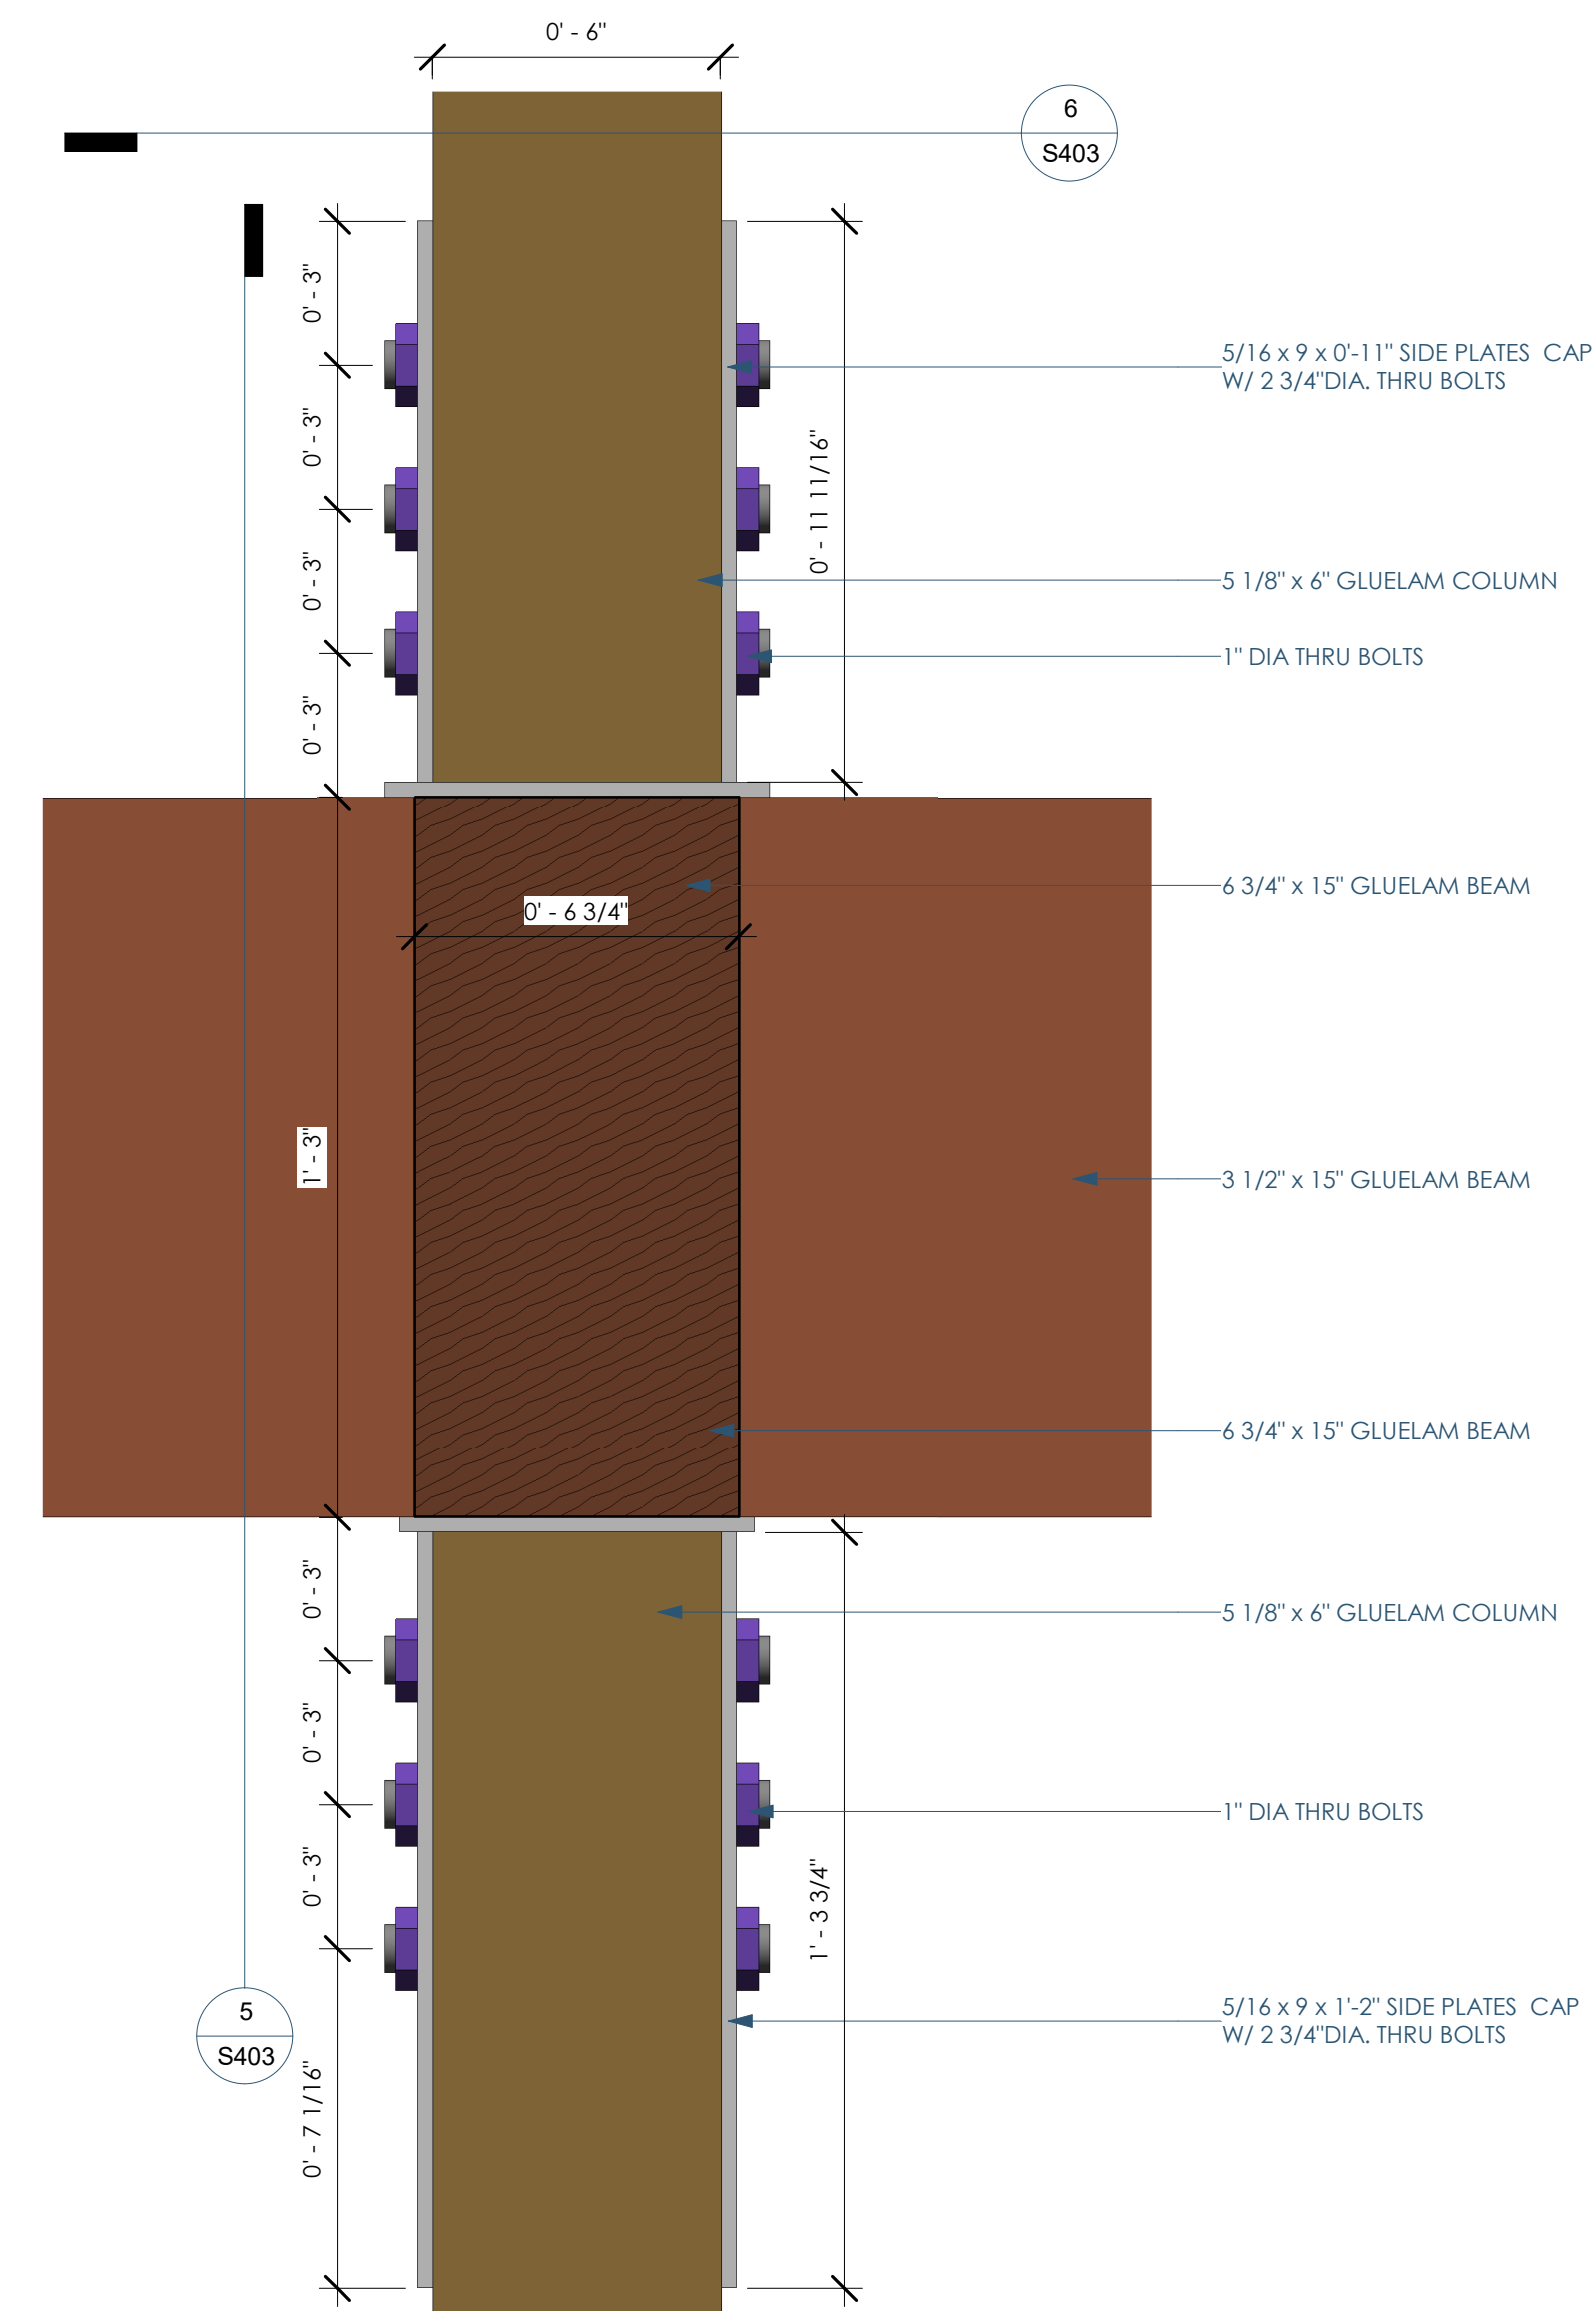 0' - 6"
6
S403
0' - 3"
0' - 3"
0' - 3"
0' - 3"
0' - 11 11/16"
5/16 x 9 x 0'-11" SIDE PLATES  CAP
W/ 2 3/4"DIA. THRU BOLTS
5 1/8" x 6" GLUELAM COLUMN
1" DIA THRU BOLTS
6 3/4" x 15" GLUELAM BEAM
0' - 6 3/4"
1' - 3"
3 1/2" x 15" GLUELAM BEAM
6 3/4" x 15" GLUELAM BEAM
0' - 3"
0' - 3"
0' - 3"
5 1/8" x 6" GLUELAM COLUMN
1" DIA THRU BOLTS
1' - 3 3/4"
5/16 x 9 x 1'-2" SIDE PLATES  CAP
W/ 2 3/4"DIA. THRU BOLTS
5
S403
0' - 7 1/16"